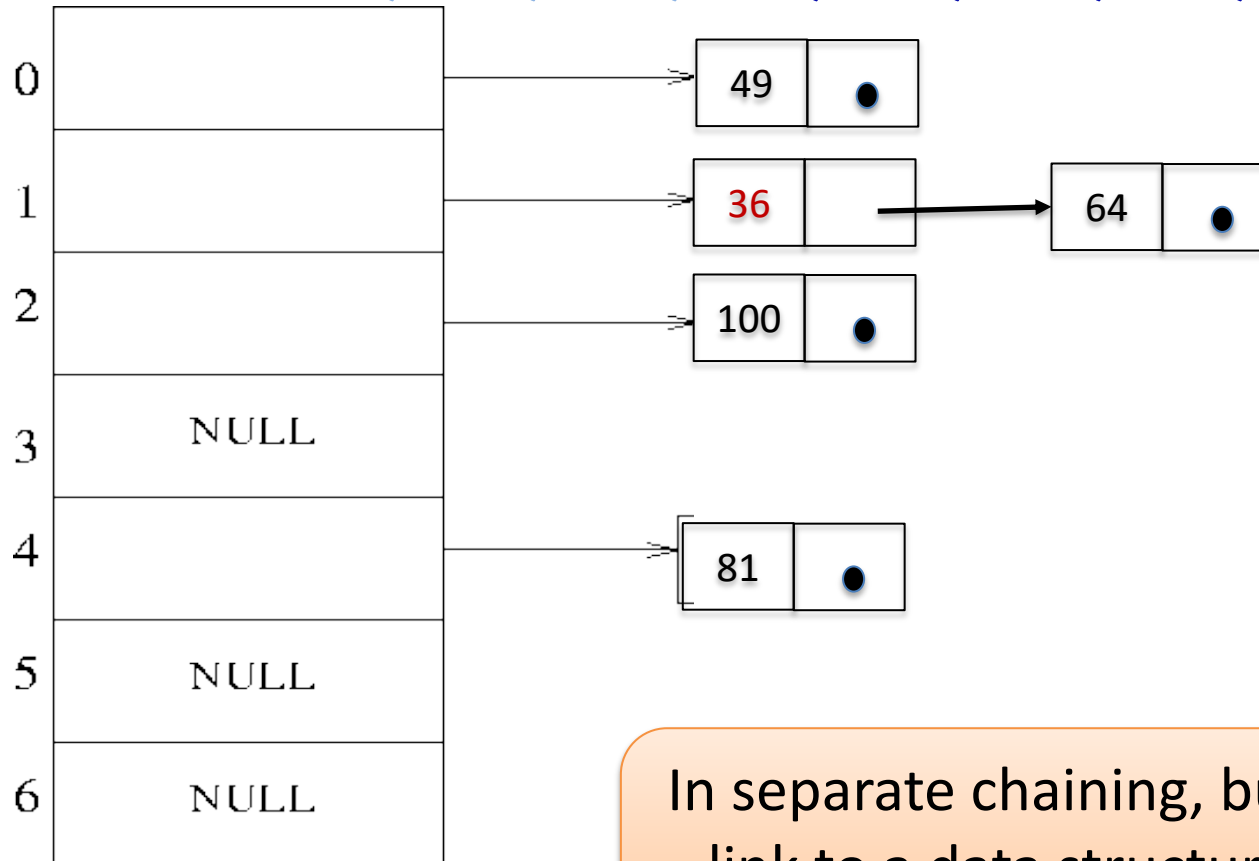 0 49
1 36 64
2 100
3 NULL
4 81
5 NULL
6 NULL
In separate chaining, bu
link to a data structur